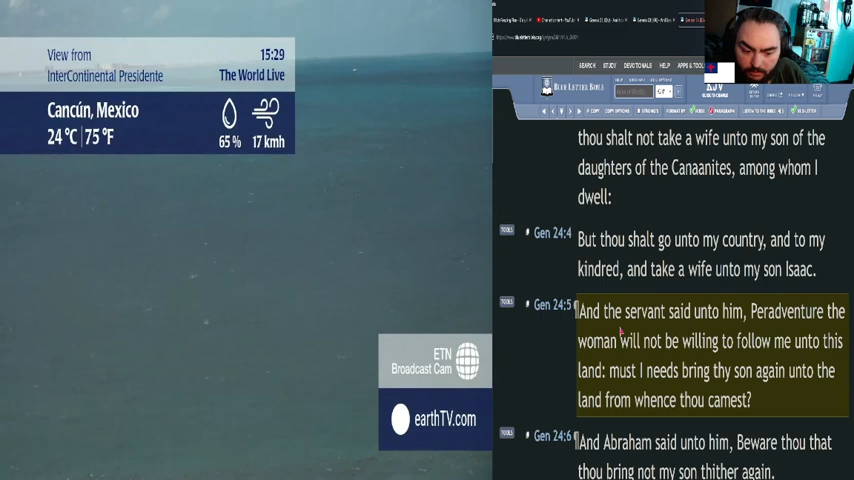 View from
InterContinental Presidente
15:29
The World Live
Cancún, Mexico
24 °C | 75 °F
65 %
17 kmh
ETN
Broadcast Cam
earthTV.com
SEARCH STUDY DEVOTIONALS HELP APPS & TOOLS
BLUE LETTER BIBLE
KJV
thou shalt not take a wife unto my son of the
daughters of the Canaanites, among whom I
dwell:
TOOLS Gen 24:4
But thou shalt go unto my country, and to my
kindred, and take a wife unto my son Isaac.
TOOLS Gen 24:5 ¶And the servant said unto him, Peradventure the
woman will not be willing to follow me unto this
land: must I needs bring thy son again unto the
land from whence thou camest?
TOOLS Gen 24:6 ¶And Abraham said unto him, Beware thou that
thou bring not my son thither again.